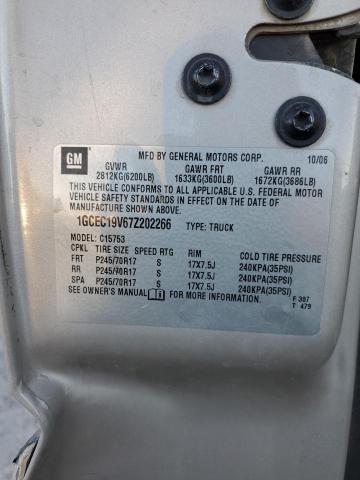 GM
MFD BY GENERAL MOTORS CORP. 10/06
GVWR GAWR FRT GAWR RR
2812KG(6200LB) 1633KG(3600LB) 1672KG(3686LB)
THIS VEHICLE CONFORMS TO ALL APPLICABLE U.S. FEDERAL MOTOR
VEHICLE SAFETY STANDARDS IN EFFECT ON THE DATE OF
MANUFACTURE SHOWN ABOVE.
1GCEC19V67Z202266 TYPE: TRUCK
MODEL: C15753
CPKL TIRE SIZE SPEED RTG RIM COLD TIRE PRESSURE
FRT P245/70R17 S 17X7.5J 240KPA(35PSI)
RR P245/70R17 S 17X7.5J 240KPA(35PSI)
SPA P245/70R17 S 17X7.5J 240KPA(35PSI)
SEE OWNER'S MANUAL FOR ADDITIONAL INFORMATION
F 307
T 479